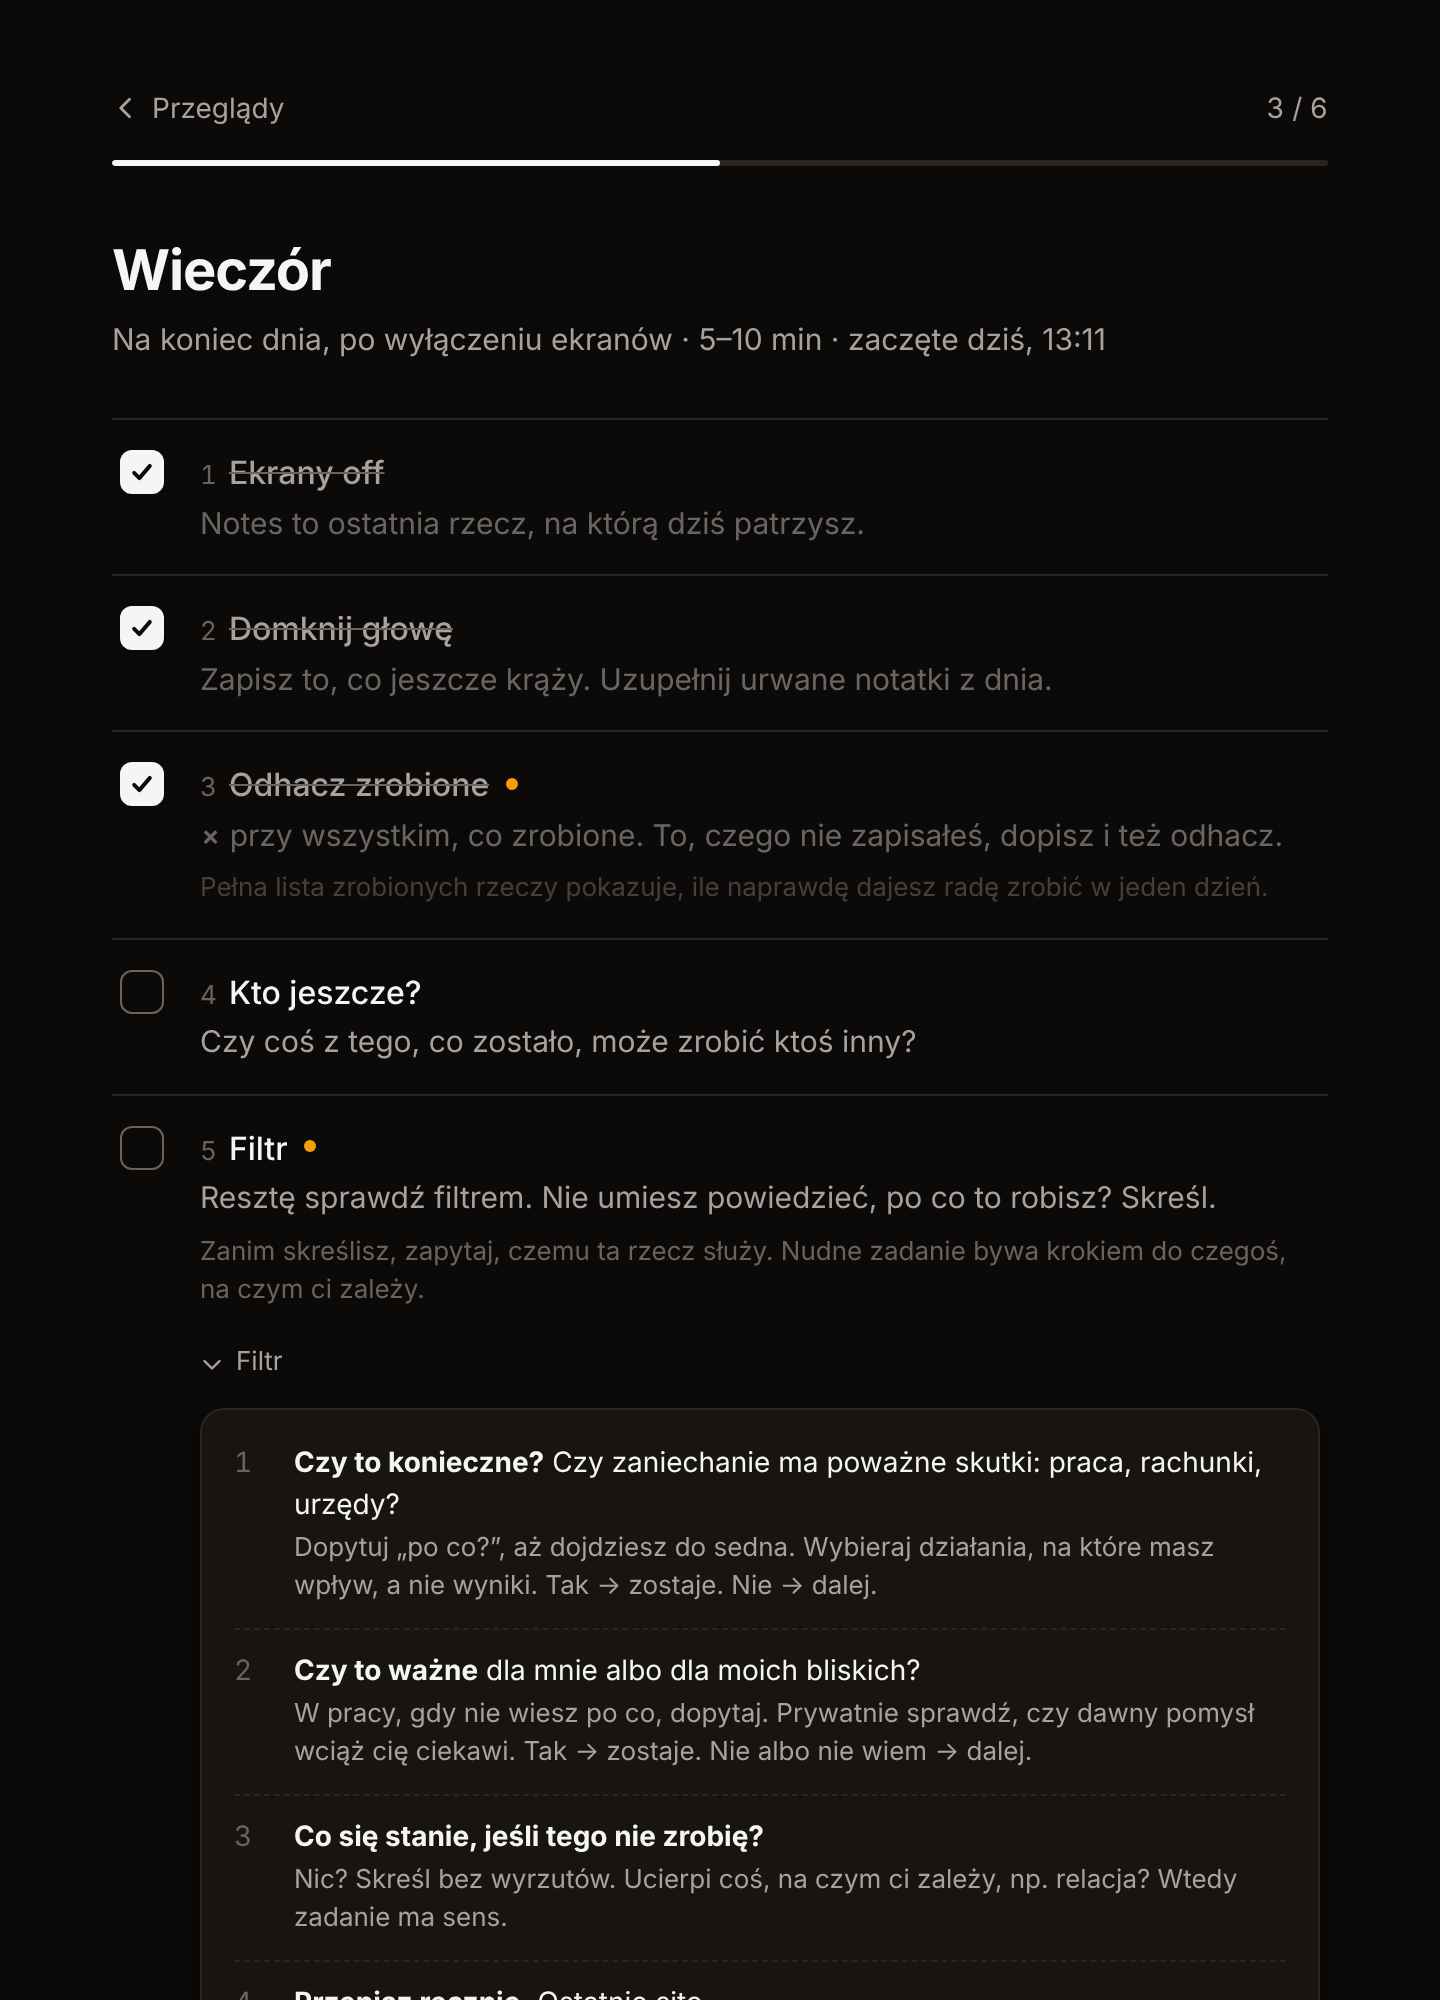 Przeglądy
3 / 6
Wieczór
Na koniec dnia, po wyłączeniu ekranów · 5–10 min · zaczęte dziś, 13:11
1 Ekrany off
Notes to ostatnia rzecz, na którą dziś patrzysz.
2 Domknij głowę
Zapisz to, co jeszcze krąży. Uzupełnij urwane notatki z dnia.
3 Odhacz zrobione
× przy wszystkim, co zrobione. To, czego nie zapisałeś, dopisz i też odhacz.
Pełna lista zrobionych rzeczy pokazuje, ile naprawdę dajesz radę zrobić w jeden dzień.
4 Kto jeszcze?
Czy coś z tego, co zostało, może zrobić ktoś inny?
5 Filtr
Resztę sprawdź filtrem. Nie umiesz powiedzieć, po co to robisz? Skreśl.
Zanim skreślisz, zapytaj, czemu ta rzecz służy. Nudne zadanie bywa krokiem do czegoś,
na czym ci zależy.
Filtr
1 Czy to konieczne? Czy zaniechanie ma poważne skutki: praca, rachunki,
urzędy?
Dopytuj „po co?”, aż dojdziesz do sedna. Wybieraj działania, na które masz
wpływ, a nie wyniki. Tak → zostaje. Nie → dalej.
2 Czy to ważne dla mnie albo dla moich bliskich?
W pracy, gdy nie wiesz po co, dopytaj. Prywatnie sprawdź, czy dawny pomysł
wciąż cię ciekawi. Tak → zostaje. Nie albo nie wiem → dalej.
3 Co się stanie, jeśli tego nie zrobię?
Nic? Skreśl bez wyrzutów. Ucierpi coś, na czym ci zależy, np. relacja? Wtedy
zadanie ma sens.
4 Przepisz ręcznie. Ostatnie sito.